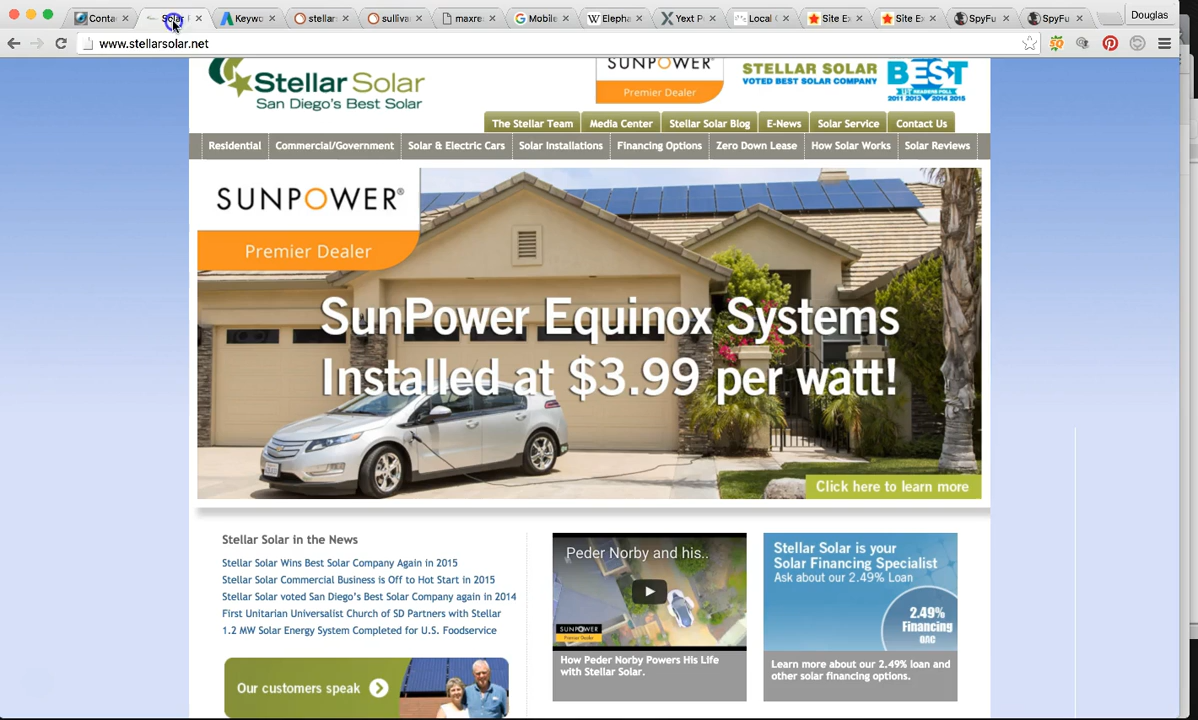 Conta
Solar
Keywo
stellar
sulliva
maxre
Mobile
Elepha
Yext P
Local
Site E
Site E
SpyFu
SpyFu
Douglas
www.stellarsolar.net
Stellar Solar
San Diego's Best Solar
SUNPOWER®
Premier Dealer
STELLAR SOLAR
VOTED BEST SOLAR COMPANY
BEST
2011 2013 2014 2015
The Stellar Team
Media Center
Stellar Solar Blog
E-News
Solar Service
Contact Us
Residential
Commercial/Government
Solar & Electric Cars
Solar Installations
Financing Options
Zero Down Lease
How Solar Works
Solar Reviews
SUNPOWER®
Premier Dealer
SunPower Equinox Systems
Installed at $3.99 per watt!
Click here to learn more
Stellar Solar in the News
Stellar Solar Wins Best Solar Company Again in 2015
Stellar Solar Commercial Business is Off to Hot Start in 2015
Stellar Solar voted San Diego's Best Solar Company again in 2014
First Unitarian Universalist Church of SD Partners with Stellar
1.2 MW Solar Energy System Completed for U.S. Foodservice
Our customers speak
Peder Norby and his..
SUNPOWER
Premier Dealer
How Peder Norby Powers His Life
with Stellar Solar.
Stellar Solar is your
Solar Financing Specialist
Ask about our 2.49% Loan
2.49%
Financing
OAC
Learn more about our 2.49% loan and
other solar financing options.